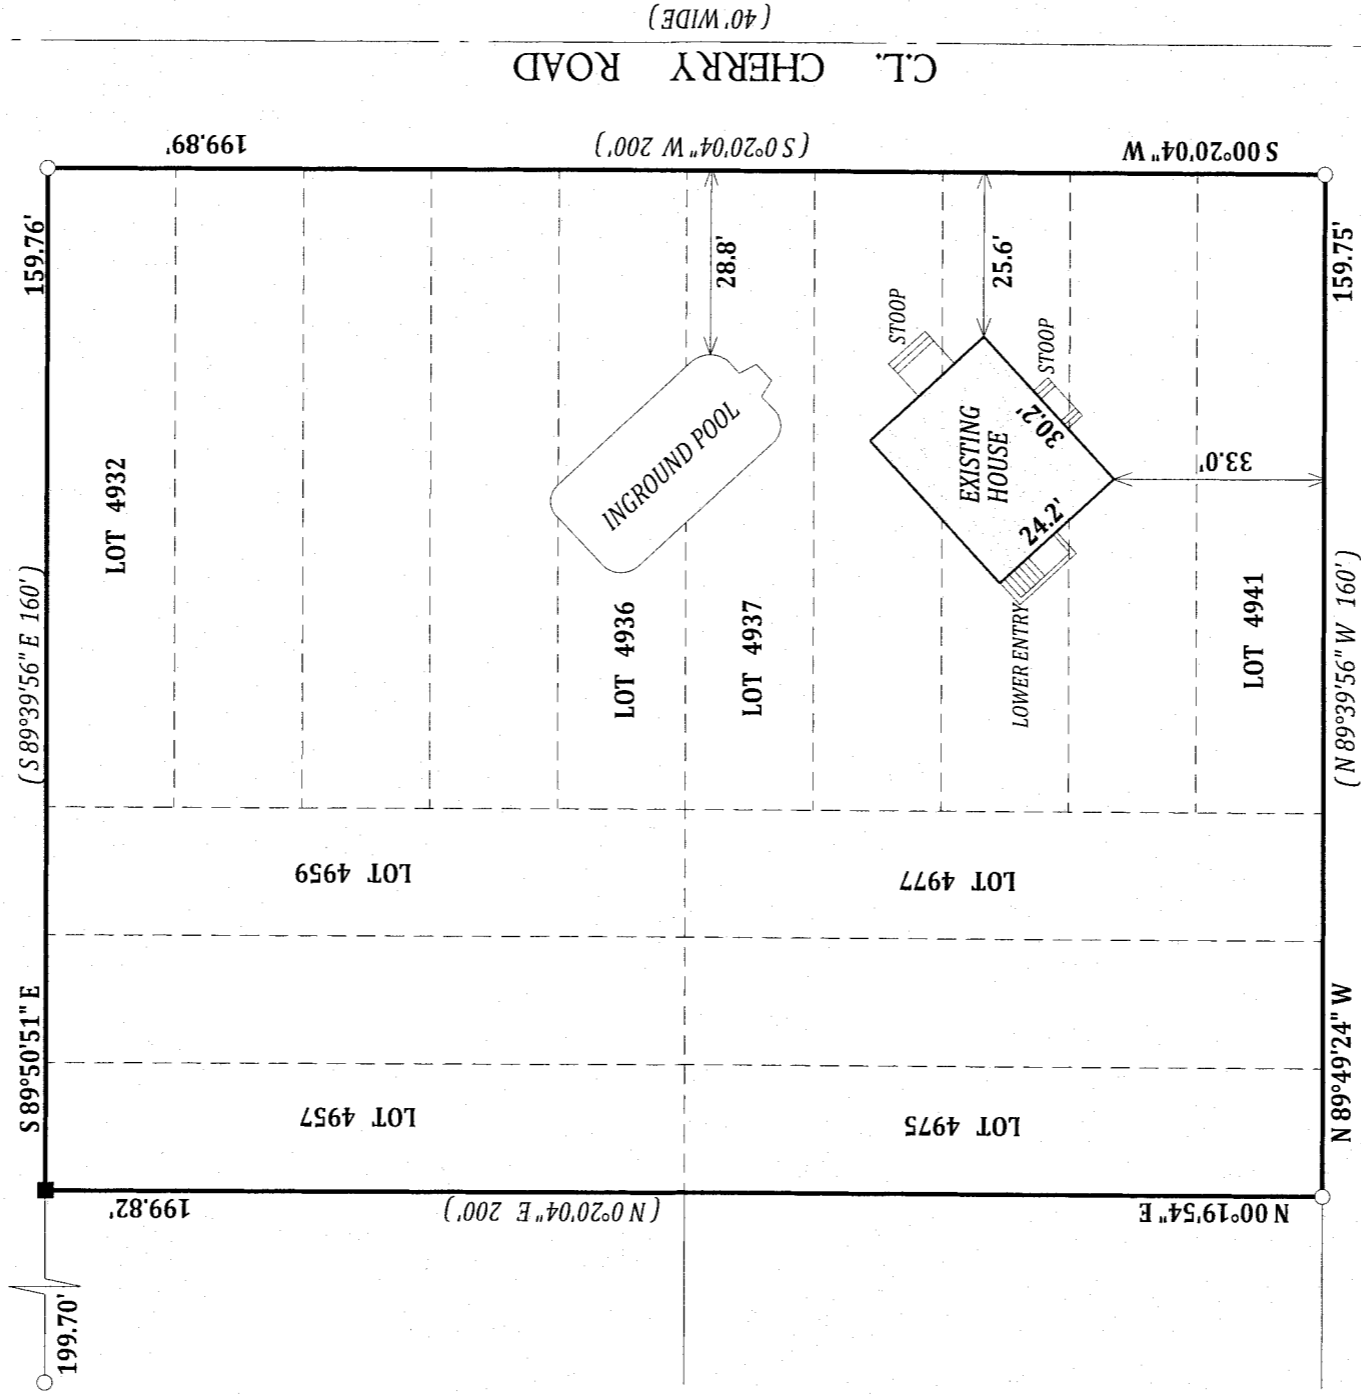 ( 40' WIDE )
C.L. CHERRY ROAD
199.89'
( S 0°20'04" W 200' )
S 00°20'04" W
159.76'
159.75'
28.8'
25.6'
STOOP
STOOP
LOT 4932
INGROUND POOL
EXISTING
HOUSE
30.2'
24.2'
33.0'
( S 89°39'56" E 160' )
LOT 4936
LOT 4937
LOWER ENTRY
LOT 4941
( N 89°39'56" W 160' )
LOT 4959
LOT 4977
S 89°50'51" E
N 89°49'24" W
LOT 4957
LOT 4975
199.82'
( N 0°20'04" E 200' )
N 00°19'54" E
199.70'